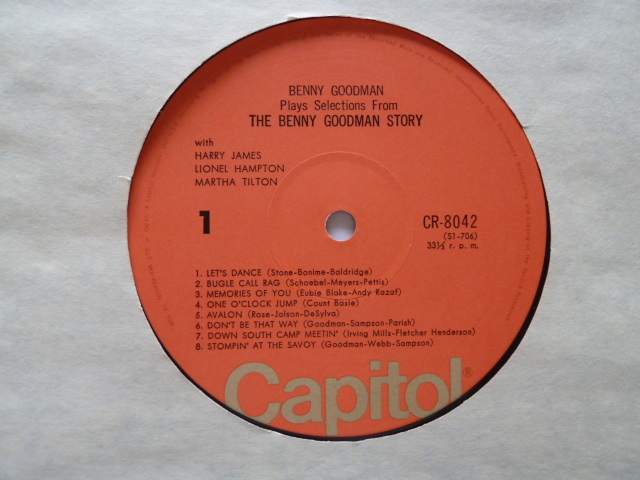 BENNY GOODMAN
Plays Selections From
THE BENNY GOODMAN STORY
with
HARRY JAMES
LIONEL HAMPTON
MARTHA TILTON
1
CR-8042
(S1-706)
33⅓ r. p. m.
1. LET'S DANCE (Stone-Bonime-Baldridge)
2. BUGLE CALL RAG (Schoebel-Meyers-Pettis)
3. MEMORIES OF YOU (Eubie Blake-Andy Razaf)
4. ONE O'CLOCK JUMP (Count Basie)
5. AVALON (Rose-Jolson-DeSylva)
6. DON'T BE THAT WAY (Goodman-Sampson-Parish)
7. DOWN SOUTH CAMP MEETIN' (Irving Mills-Fletcher Henderson)
8. STOMPIN' AT THE SAVOY (Goodman-Webb-Sampson)
Capitol®